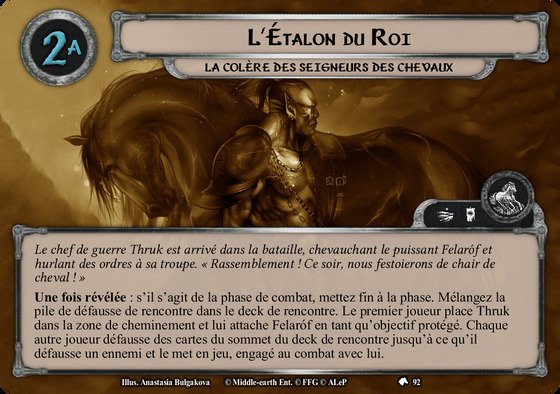 2A
L'Étalon du Roi
La colère des seigneurs des chevaux
Le chef de guerre Thruk est arrivé dans la bataille, chevauchant le puissant Felaróf et
hurlant des ordres à sa troupe. « Rassemblement ! Ce soir, nous festoierons de chair de
cheval ! »
Une fois révélée : s'il s'agit de la phase de combat, mettez fin à la phase. Mélangez la
pile de défausse de rencontre dans le deck de rencontre. Le premier joueur place Thruk
dans la zone de cheminement et lui attache Felaróf en tant qu'objectif protégé. Chaque
autre joueur défausse des cartes du sommet du deck de rencontre jusqu'à ce qu'il
défausse un ennemi et le met en jeu, engagé au combat avec lui.
Illus. Anastasia Bulgakova © Middle-earth Ent. © FFG © ALeP 92